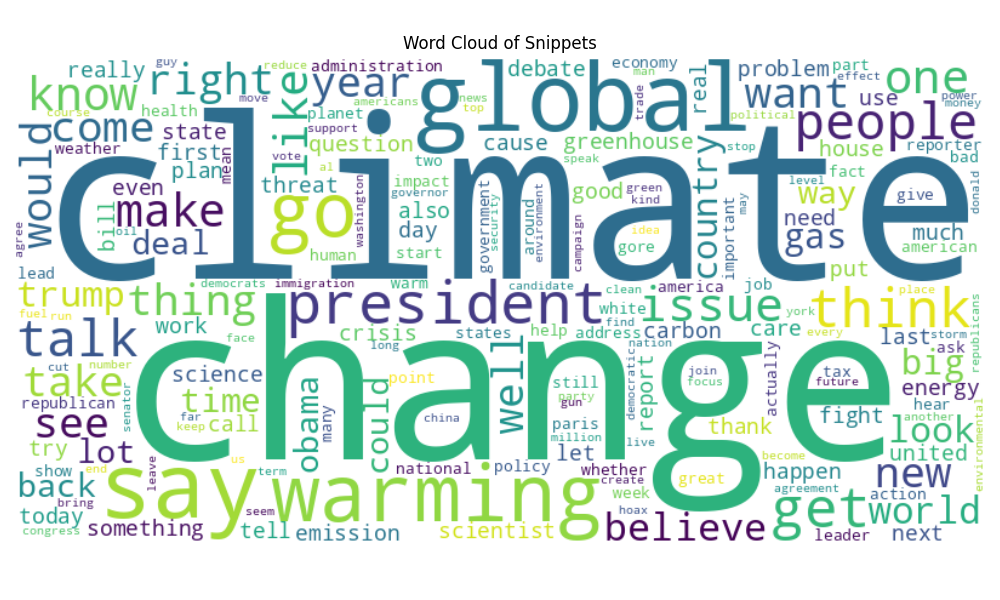 Word Cloud of Snippets
guy reduce administration
really right like year global debate economy man real problem part effect one
know move americans news top trade want power money
course health planet support political use people
come state question cause greenhouse stop house reporter
would weather first mean vote al two speak fact bad
plan threat impact good country level way give donald
even climate
bill make go washington also governor government security around environment green kind important may need much
agree oil deal human day start campaign idea gore gas american
lead democrats immigration warm candidate clean america job put
trump thing president issue think place
fuel run work crisis states help white find york republicans
talk face long address carbon care every last storm
cut number science well nation actually big ask
take time point still join focus tax future energy
republican senator obama many could china party gun report democratic change fight hear
see far keep call paris million live thank look another
try lot us let become united environmental
show end leave term national policy whether create great happen new
back bring say warming week agreement action
today seem hoax get world
congress something tell emission scientist believe leader next